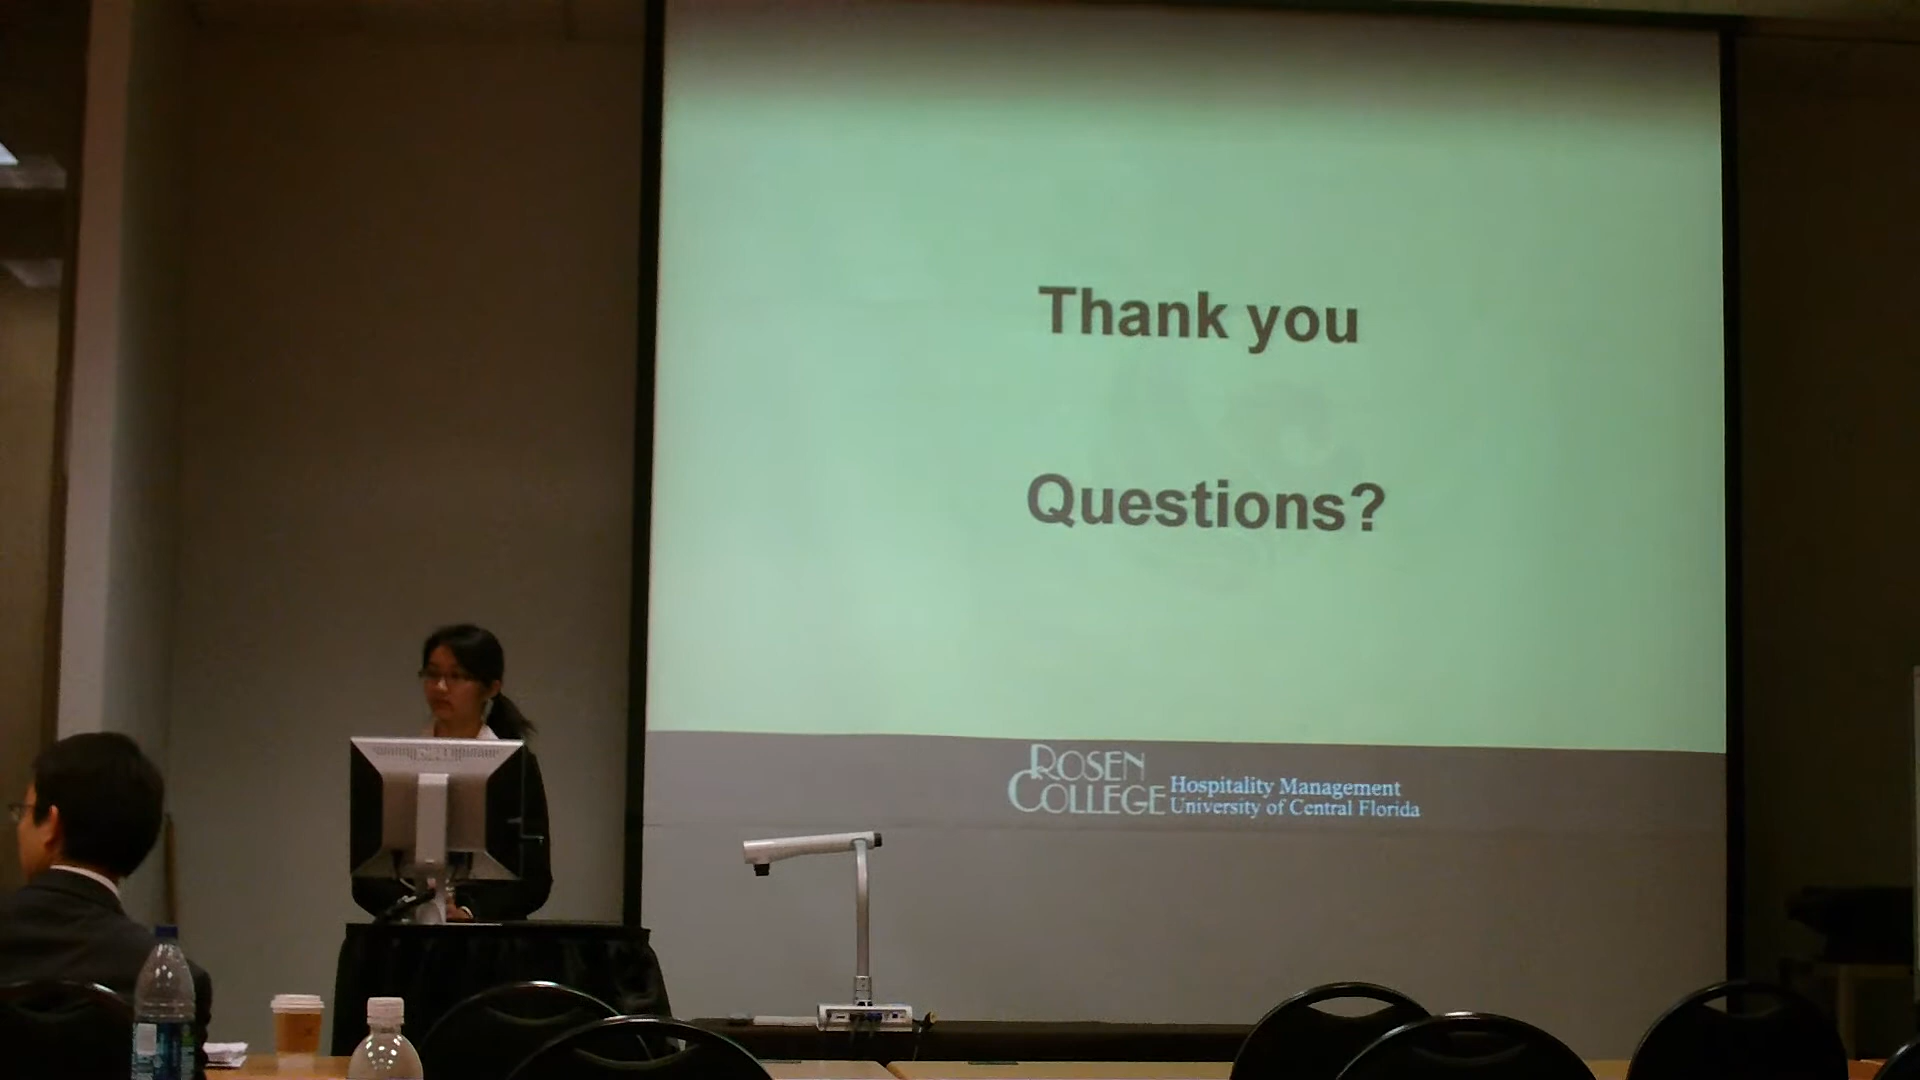 Thank you
Questions?
ROSEN
COLLEGE
Hospitality Management
University of Central Florida